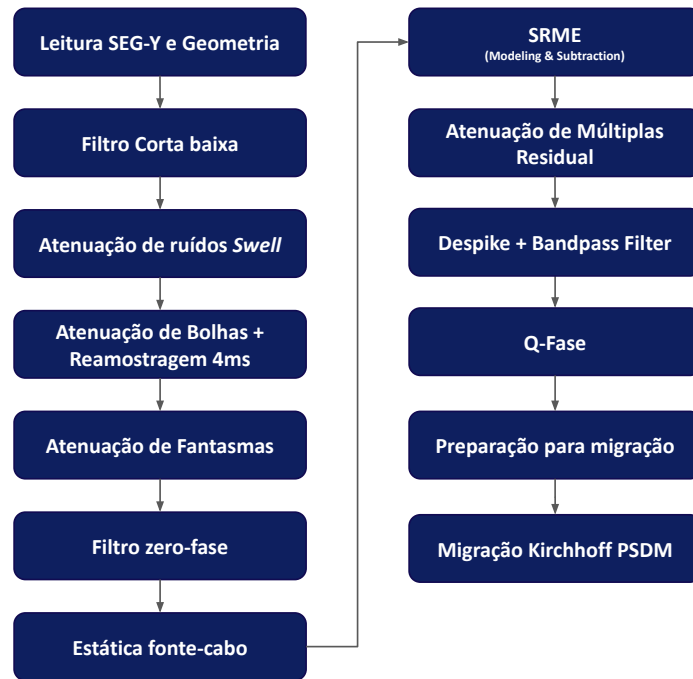 Leitura SEG-Y e Geometria
Filtro Corta baixa
Atenuação de ruídos Swell
Atenuação de Bolhas +
Reamostragem 4ms
Atenuação de Fantasmas
Filtro zero-fase
Estática fonte-cabo
SRME
(Modeling & Subtraction)
Atenuação de Múltiplas
Residual
Despike + Bandpass Filter
Q-Fase
Preparação para migração
Migração Kirchhoff PSDM